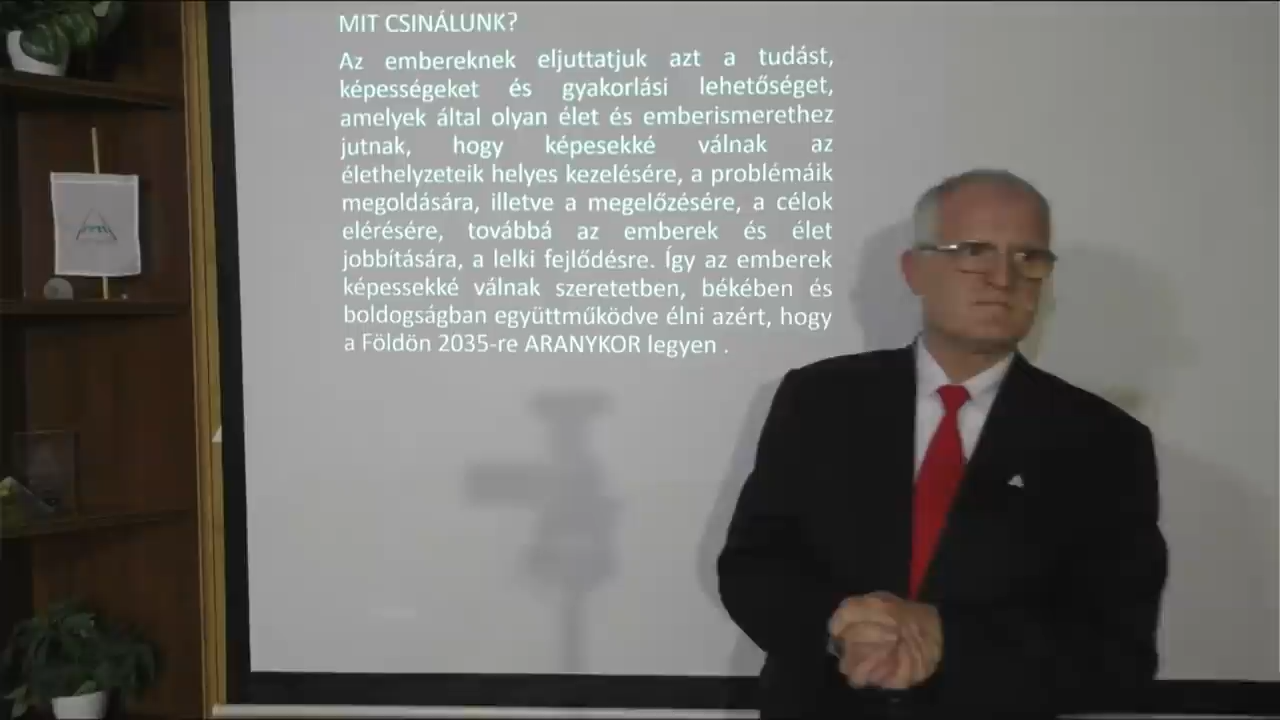 MIT CSINÁLUNK?
Az embereknek eljuttatjuk azt a tudást,
képességeket és gyakorlási lehetőséget,
amelyek által olyan élet és emberismerethez
jutnak, hogy képesekké válnak az
élethelyzeteik helyes kezelésére, a problémáik
megoldására, illetve a megelőzésére, a célok
elérésére, továbbá az emberek és élet
jobbítására, a lelki fejlődésre. Így az emberek
képessekké válnak szeretetben, békében és
boldogságban együttműködve élni azért, hogy
a Földön 2035-re ARANYKOR legyen .